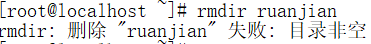 [root@localhost ~]# rmdir ruanjian
rmdir: 删除 "ruanjian" 失败: 目录非空